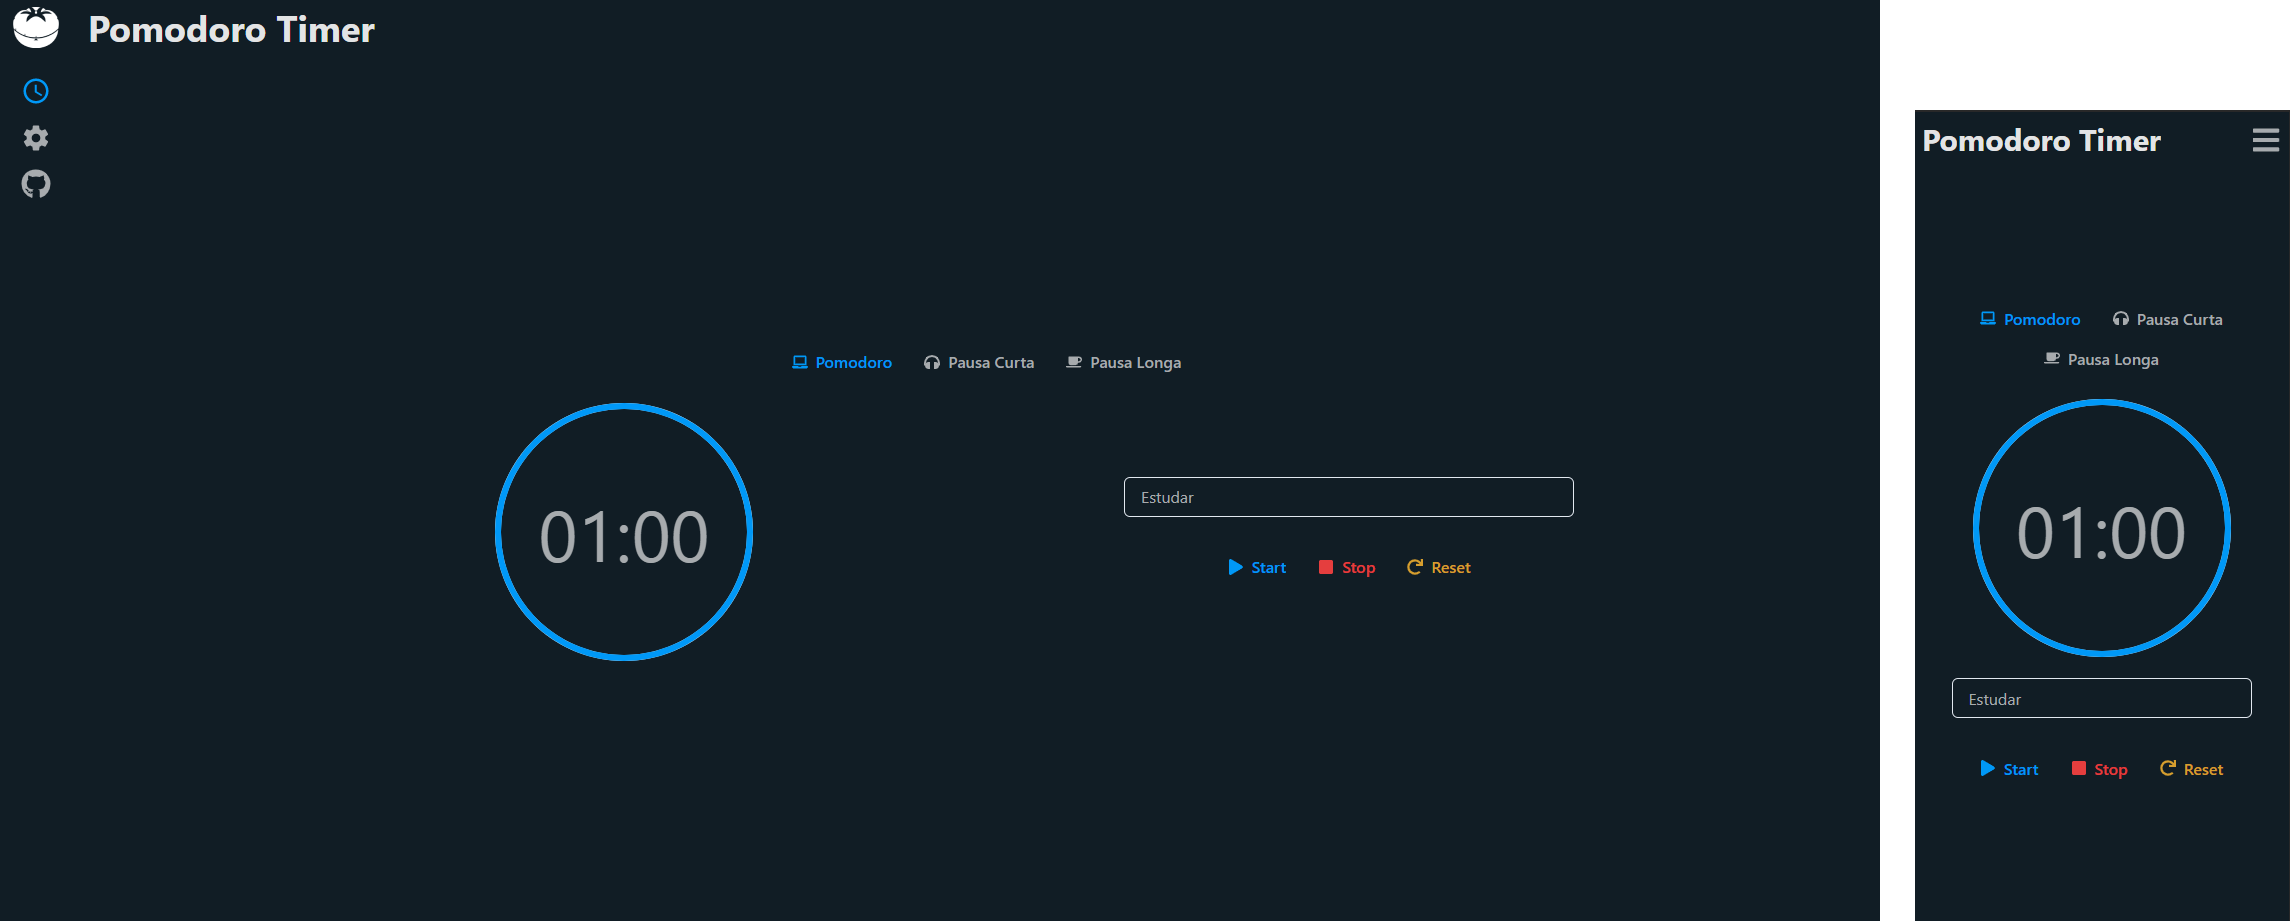 Pomodoro Timer
Pomodoro Pausa Curta Pausa Longa
01:00
Estudar
Start Stop Reset
Pomodoro Timer
Pomodoro Pausa Curta
Pausa Longa
01:00
Estudar
Start Stop Reset